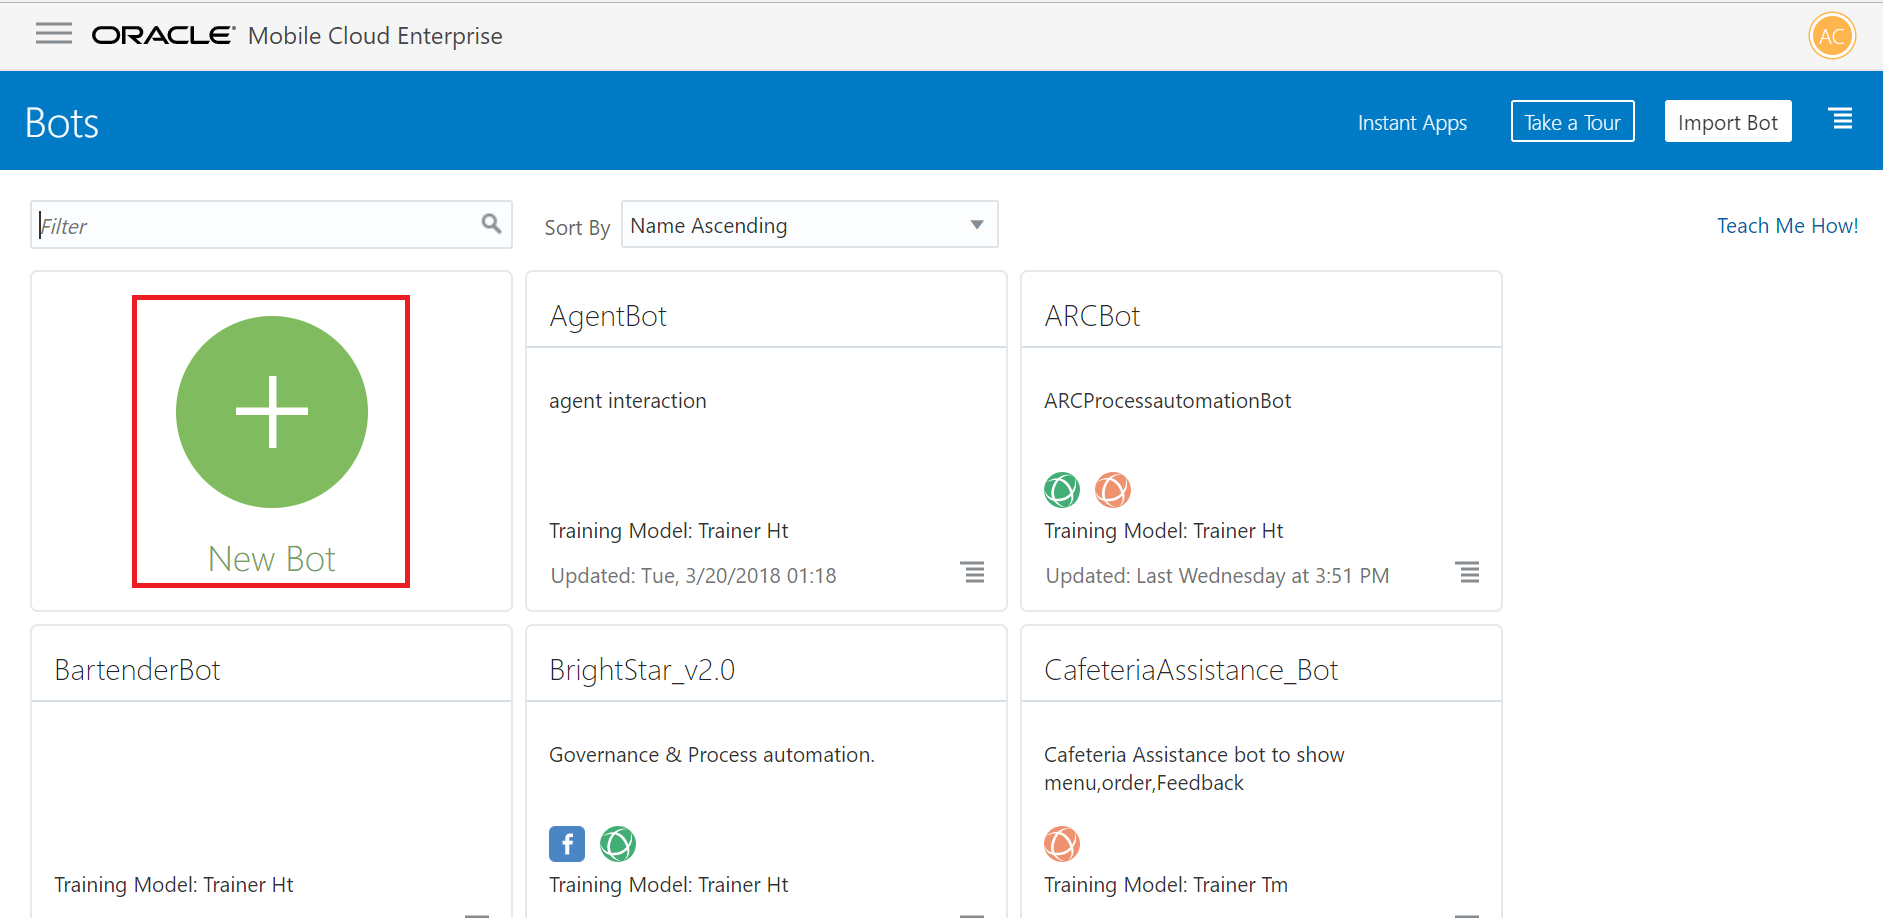 ORACLE Mobile Cloud Enterprise
AC
Bots
Instant Apps
Take a Tour
Import Bot
Filter
Sort By
Name Ascending
Teach Me How!
New Bot
AgentBot
agent interaction
Training Model: Trainer Ht
Updated: Tue, 3/20/2018 01:18
ARCBot
ARCProcessautomationBot
Training Model: Trainer Ht
Updated: Last Wednesday at 3:51 PM
BartenderBot
Training Model: Trainer Ht
BrightStar_v2.0
Governance & Process automation.
f
Training Model: Trainer Ht
CafeteriaAssistance_Bot
Cafeteria Assistance bot to show
menu,order,Feedback
Training Model: Trainer Tm